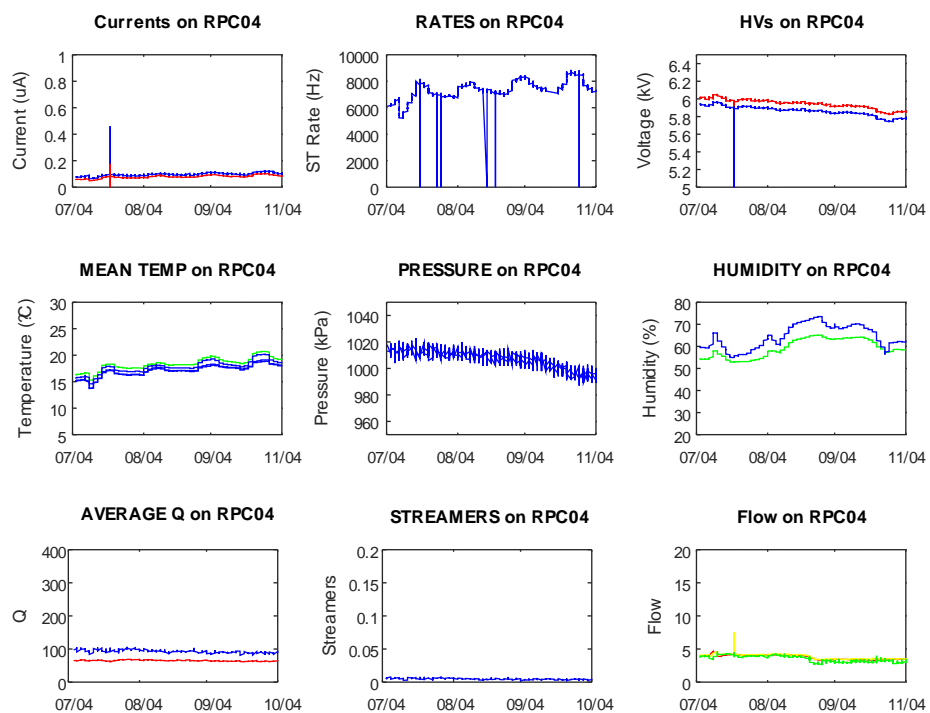 Currents on RPC04
Current (uA)
1
0.8
0.6
0.4
0.2
0
07/04 08/04 09/04 11/04
RATES on RPC04
ST Rate (Hz)
10000
8000
6000
4000
2000
0
07/04 08/04 09/04 11/04
HVs on RPC04
Voltage (kV)
6.4
6.2
6
5.8
5.6
5.4
5.2
5
07/04 08/04 09/04 11/04
MEAN TEMP on RPC04
Temperature (?C)
30
25
20
15
10
5
07/04 08/04 09/04 11/04
PRESSURE on RPC04
Pressure (kPa)
1040
1020
1000
980
960
07/04 08/04 09/04 11/04
HUMIDITY on RPC04
Humidity (%)
80
70
60
50
40
30
20
07/04 08/04 09/04 11/04
AVERAGE Q on RPC04
Q
400
300
200
100
0
07/04 08/04 09/04 10/04
STREAMERS on RPC04
Streamers
0.2
0.15
0.1
0.05
0
07/04 08/04 09/04 10/04
Flow on RPC04
Flow
20
15
10
5
0
07/04 08/04 09/04 11/04